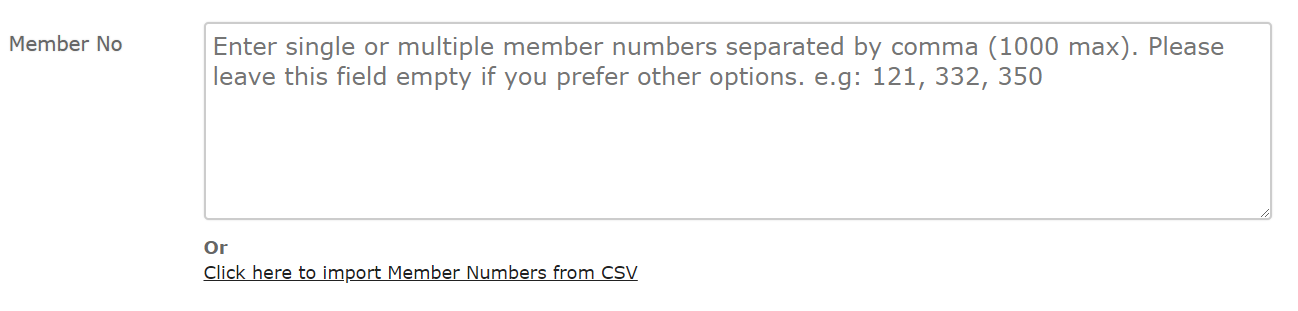 Member No
Enter single or multiple member numbers separated by comma (1000 max). Please
leave this field empty if you prefer other options. e.g: 121, 332, 350
Or
Click here to import Member Numbers from CSV